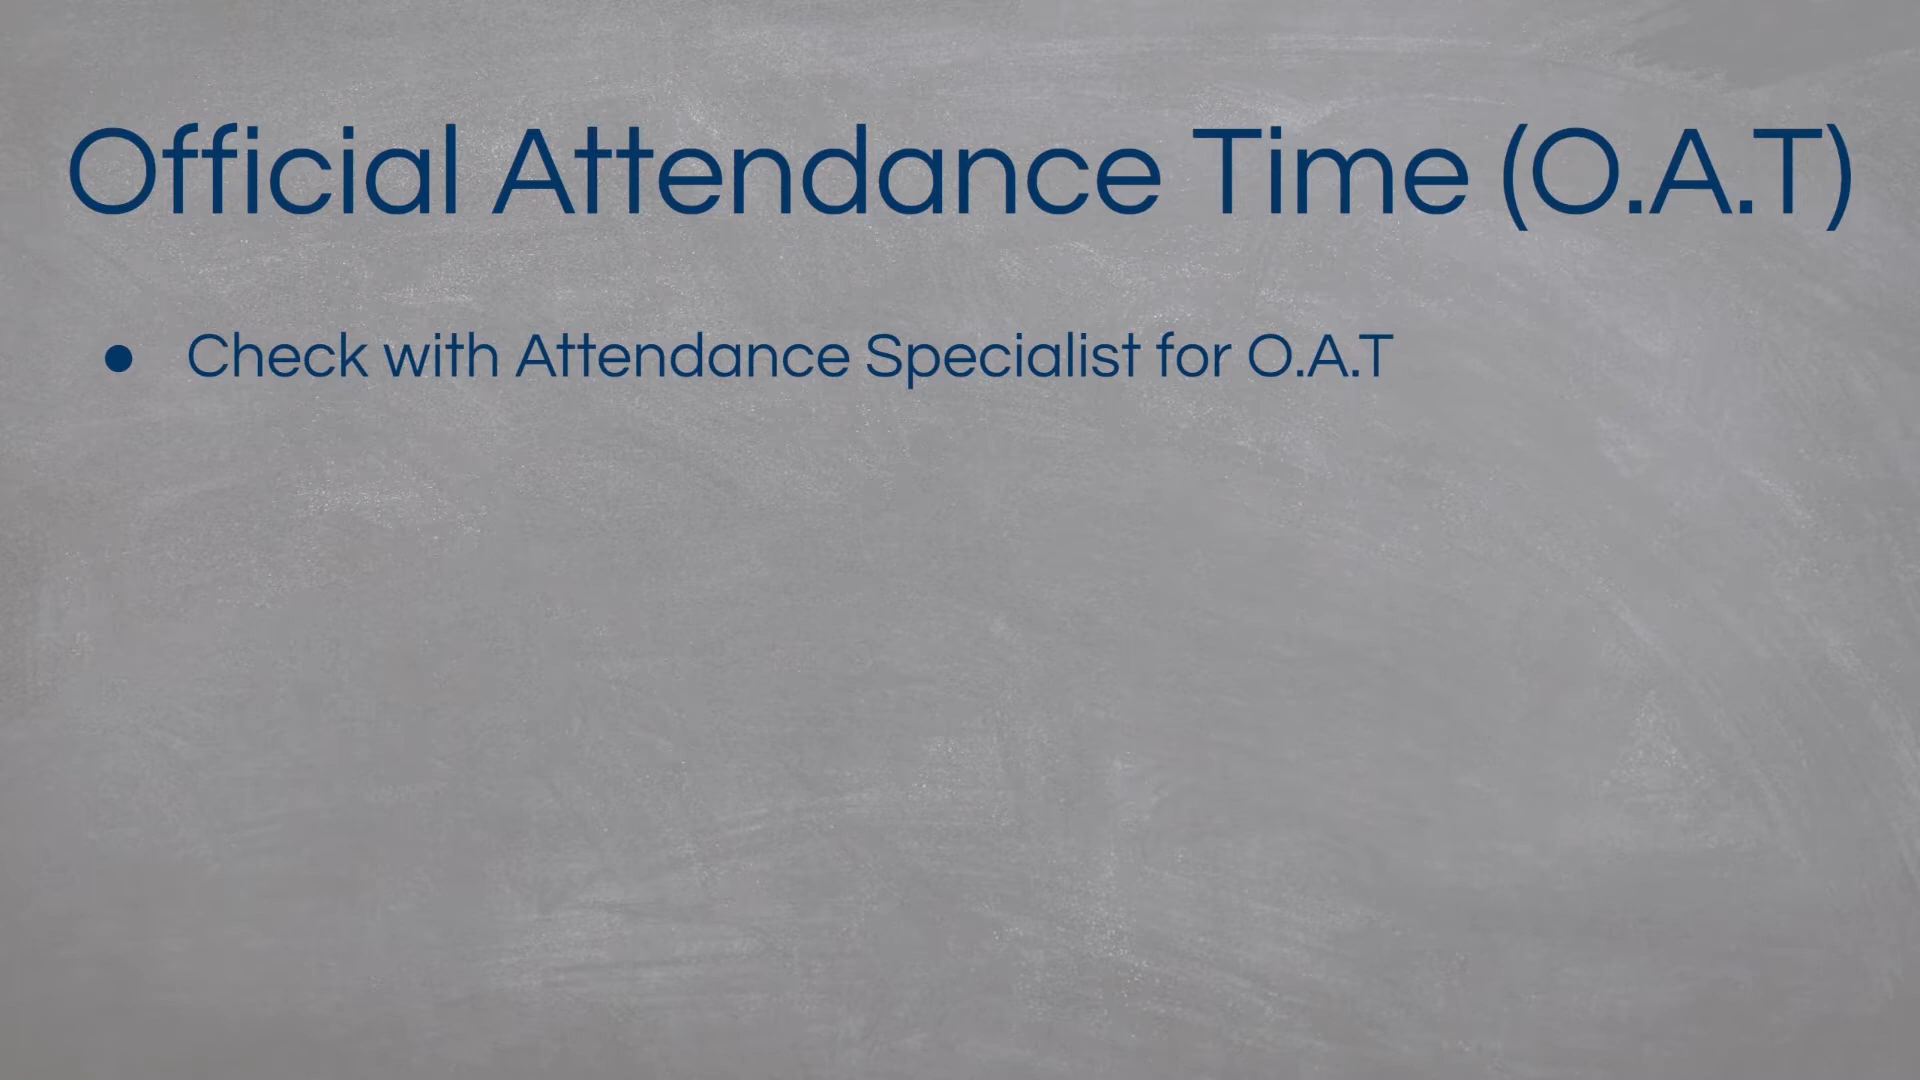 Official Attendance Time (O.A.T)
● Check with Attendance Specialist for O.A.T